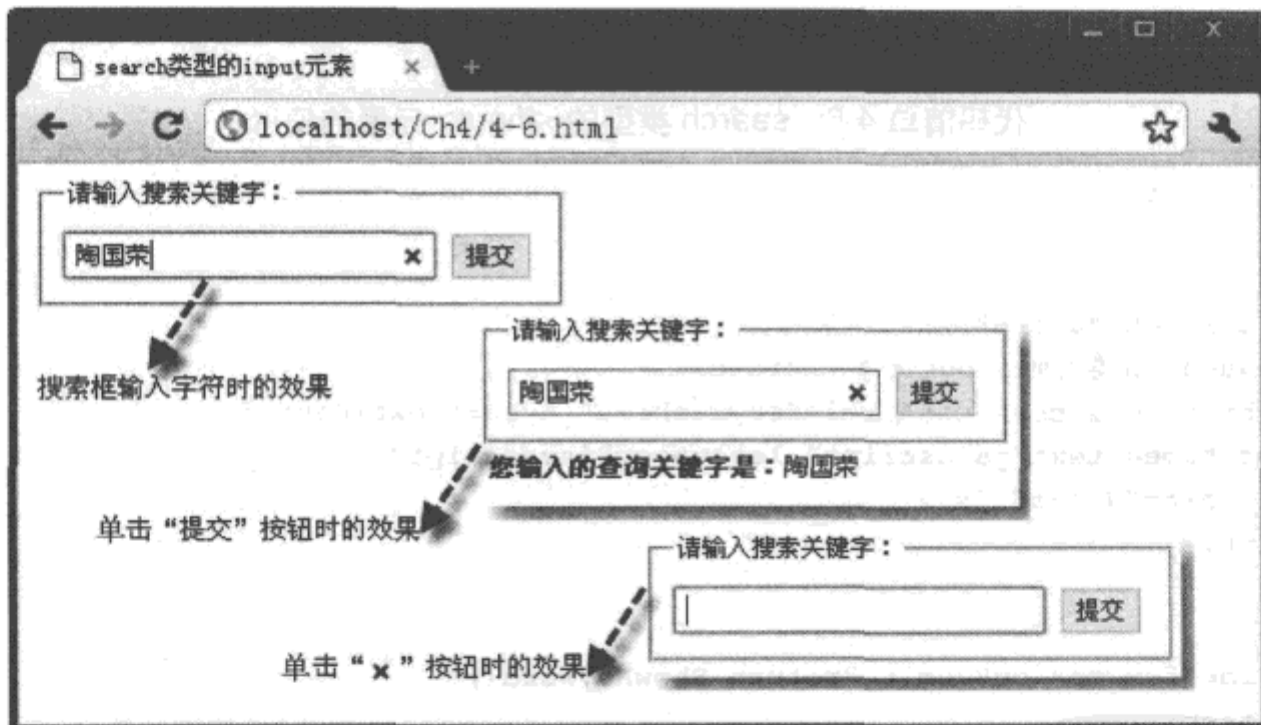 search类型的input元素
localhost/Ch4/4-6.html
请输入搜索关键字：
陶国荣 × 提交
搜索框输入字符时的效果
请输入搜索关键字：
陶国荣 × 提交
您输入的查询关键字是：陶国荣
单击“提交”按钮时的效果
请输入搜索关键字：
提交
单击“×”按钮时的效果